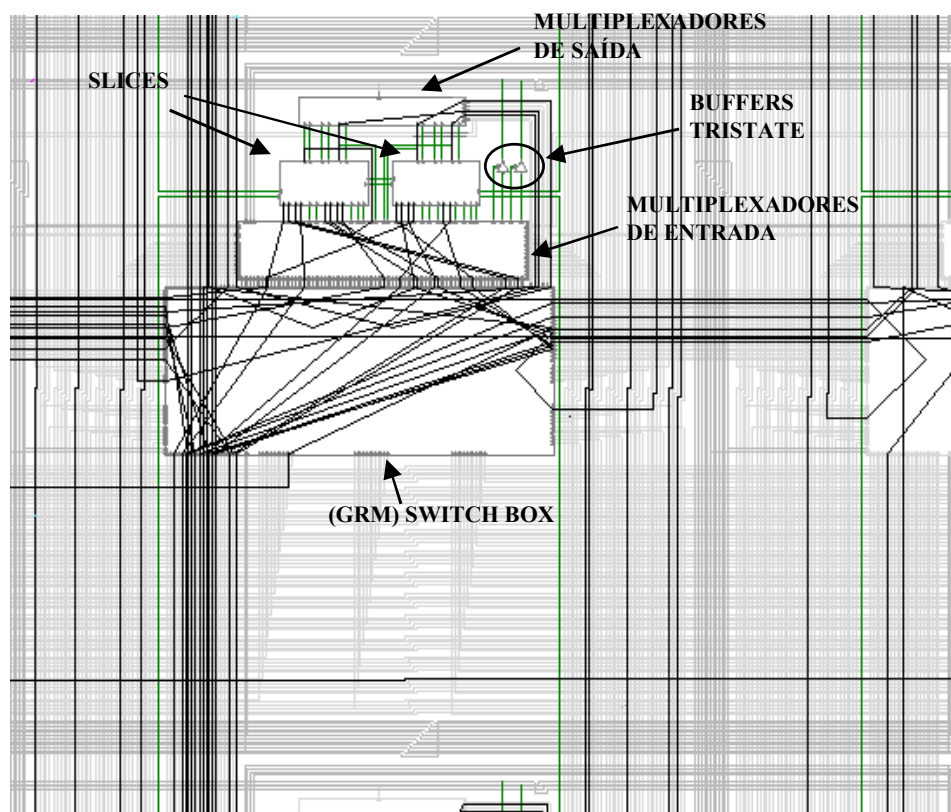 MULTIPLEXADORES
DE SAÍDA
SLICES
BUFFERS
TRISTATE
MULTIPLEXADORES
DE ENTRADA
(GRM) SWITCH BOX